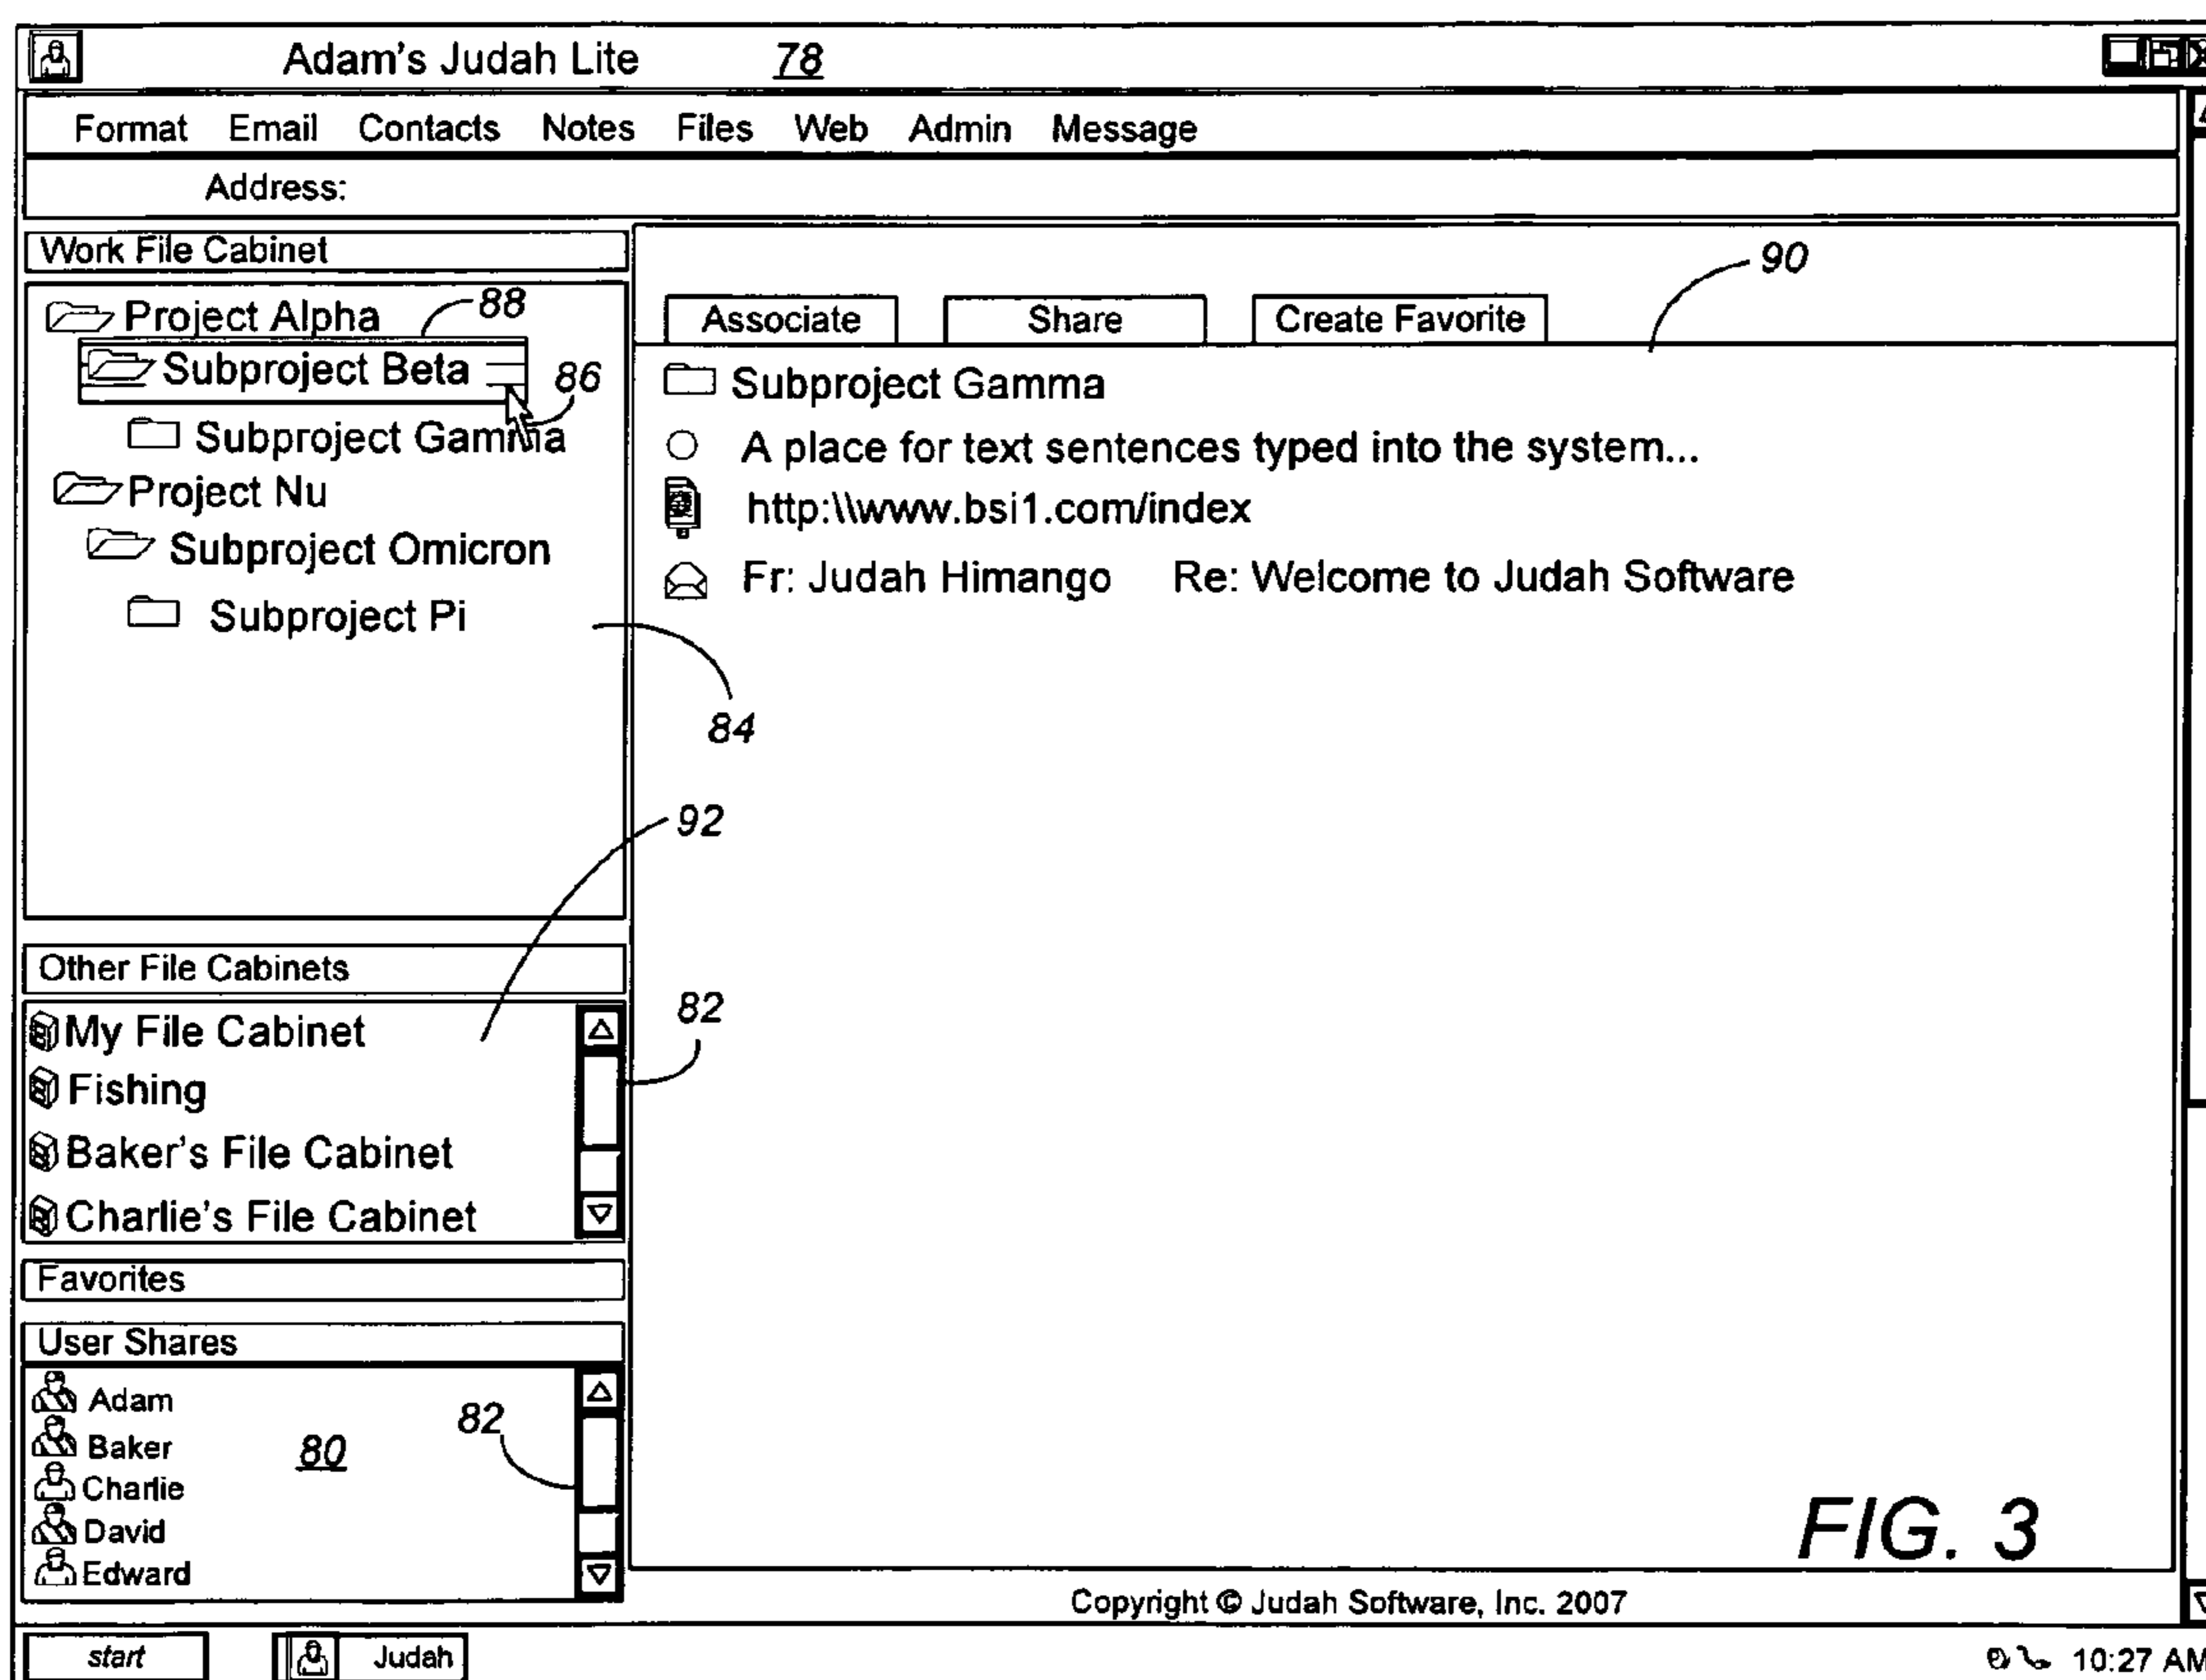 Adam's Judah Lite 78
Format Email Contacts Notes Files Web Admin Message
Address:
Work File Cabinet
Project Alpha 88
Subproject Beta 86
Subproject Gamma
Project Nu
Subproject Omicron
Subproject Pi
84
90
Associate Share Create Favorite
Subproject Gamma
A place for text sentences typed into the system...
http:\\www.bsi1.com/index
Fr: Judah Himango Re: Welcome to Judah Software
92
Other File Cabinets
My File Cabinet
82
Fishing
Baker's File Cabinet
Charlie's File Cabinet
Favorites
User Shares
Adam
Baker 80 82
Charlie
David
Edward
FIG. 3
Copyright © Judah Software, Inc. 2007
start Judah 10:27 AM